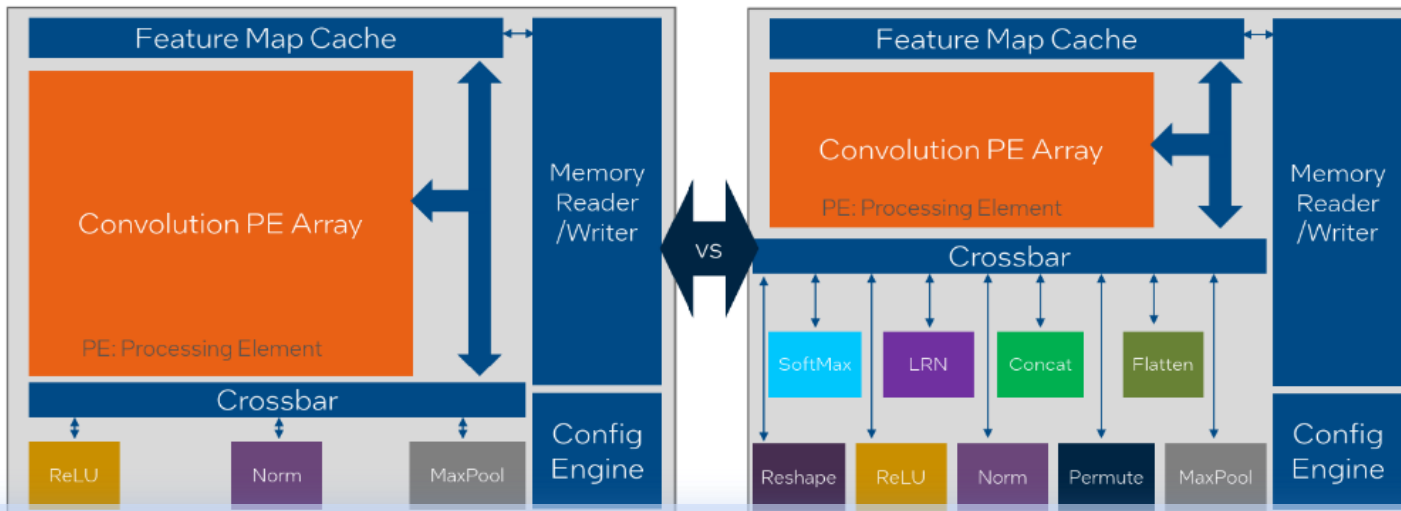 Feature Map Cache
Convolution PE Array
PE: Processing Element
Memory
Reader
/Writer
Crossbar
Config
Engine
ReLU
Norm
MaxPool
vs
Feature Map Cache
Convolution PE Array
PE: Processing Element
Memory
Reader
/Writer
Crossbar
SoftMax
LRN
Concat
Flatten
Config
Engine
Reshape
ReLU
Norm
Permute
MaxPool